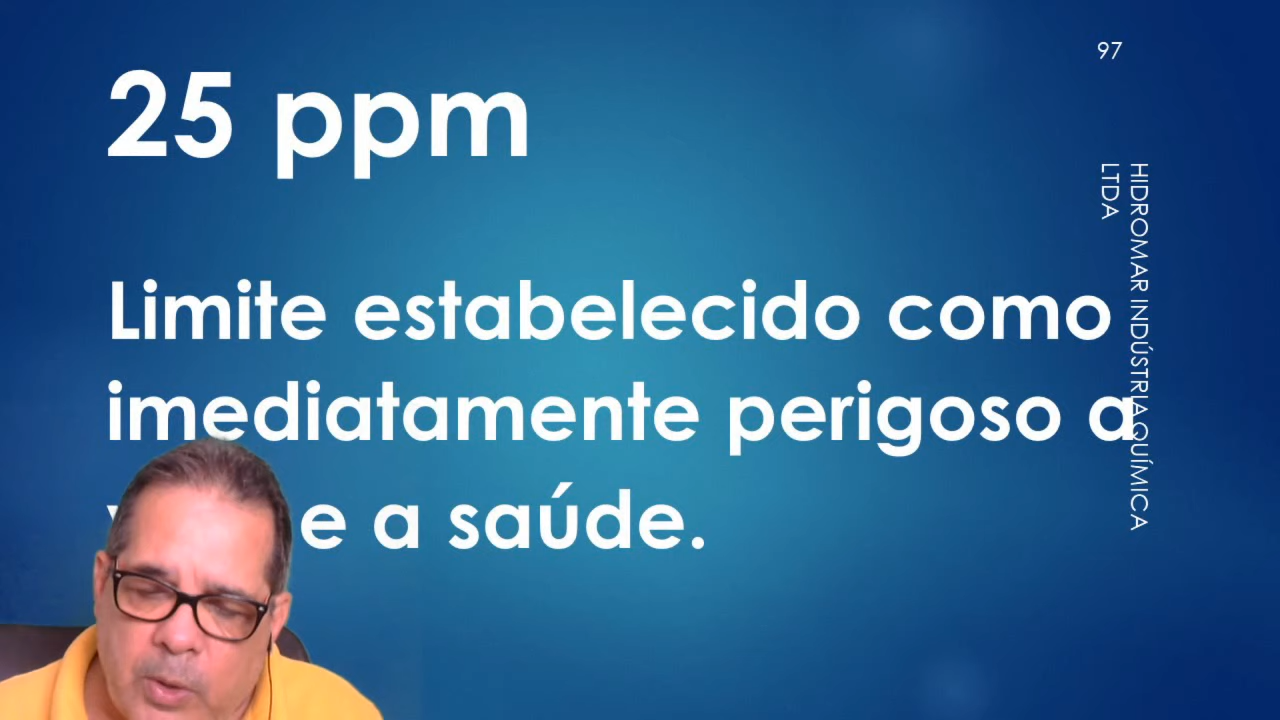 25 ppm
Limite estabelecido como
imediatamente perigoso a
e a saúde.
97
HIDROMAR INDÚSTRIA QUÍMICA
LTDA